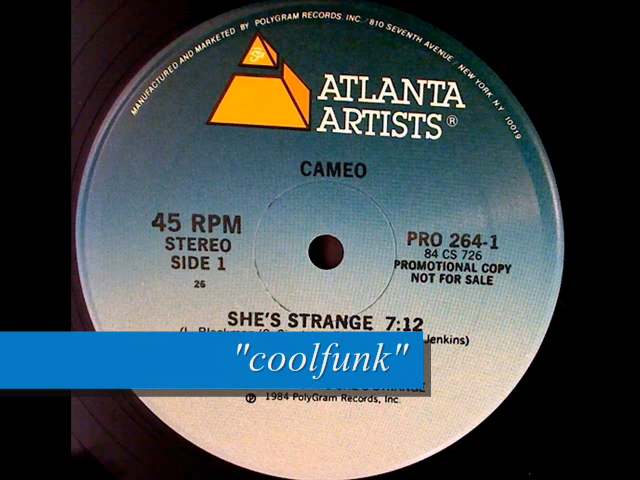 MANUFACTURED AND MARKETED BY POLYGRAM RECORDS, INC. / 810 SEVENTH AVENUE / NEW YORK, NY 10019
ATLANTA
ARTISTS®
CAMEO
45 RPM
STEREO
SIDE 1
26
PRO 264-1
84 CS 726
PROMOTIONAL COPY
NOT FOR SALE
SHE'S STRANGE 7:12
Jenkins)
"coolfunk"
SHE'S STRANGE
℗ 1984 PolyGram Records, Inc.